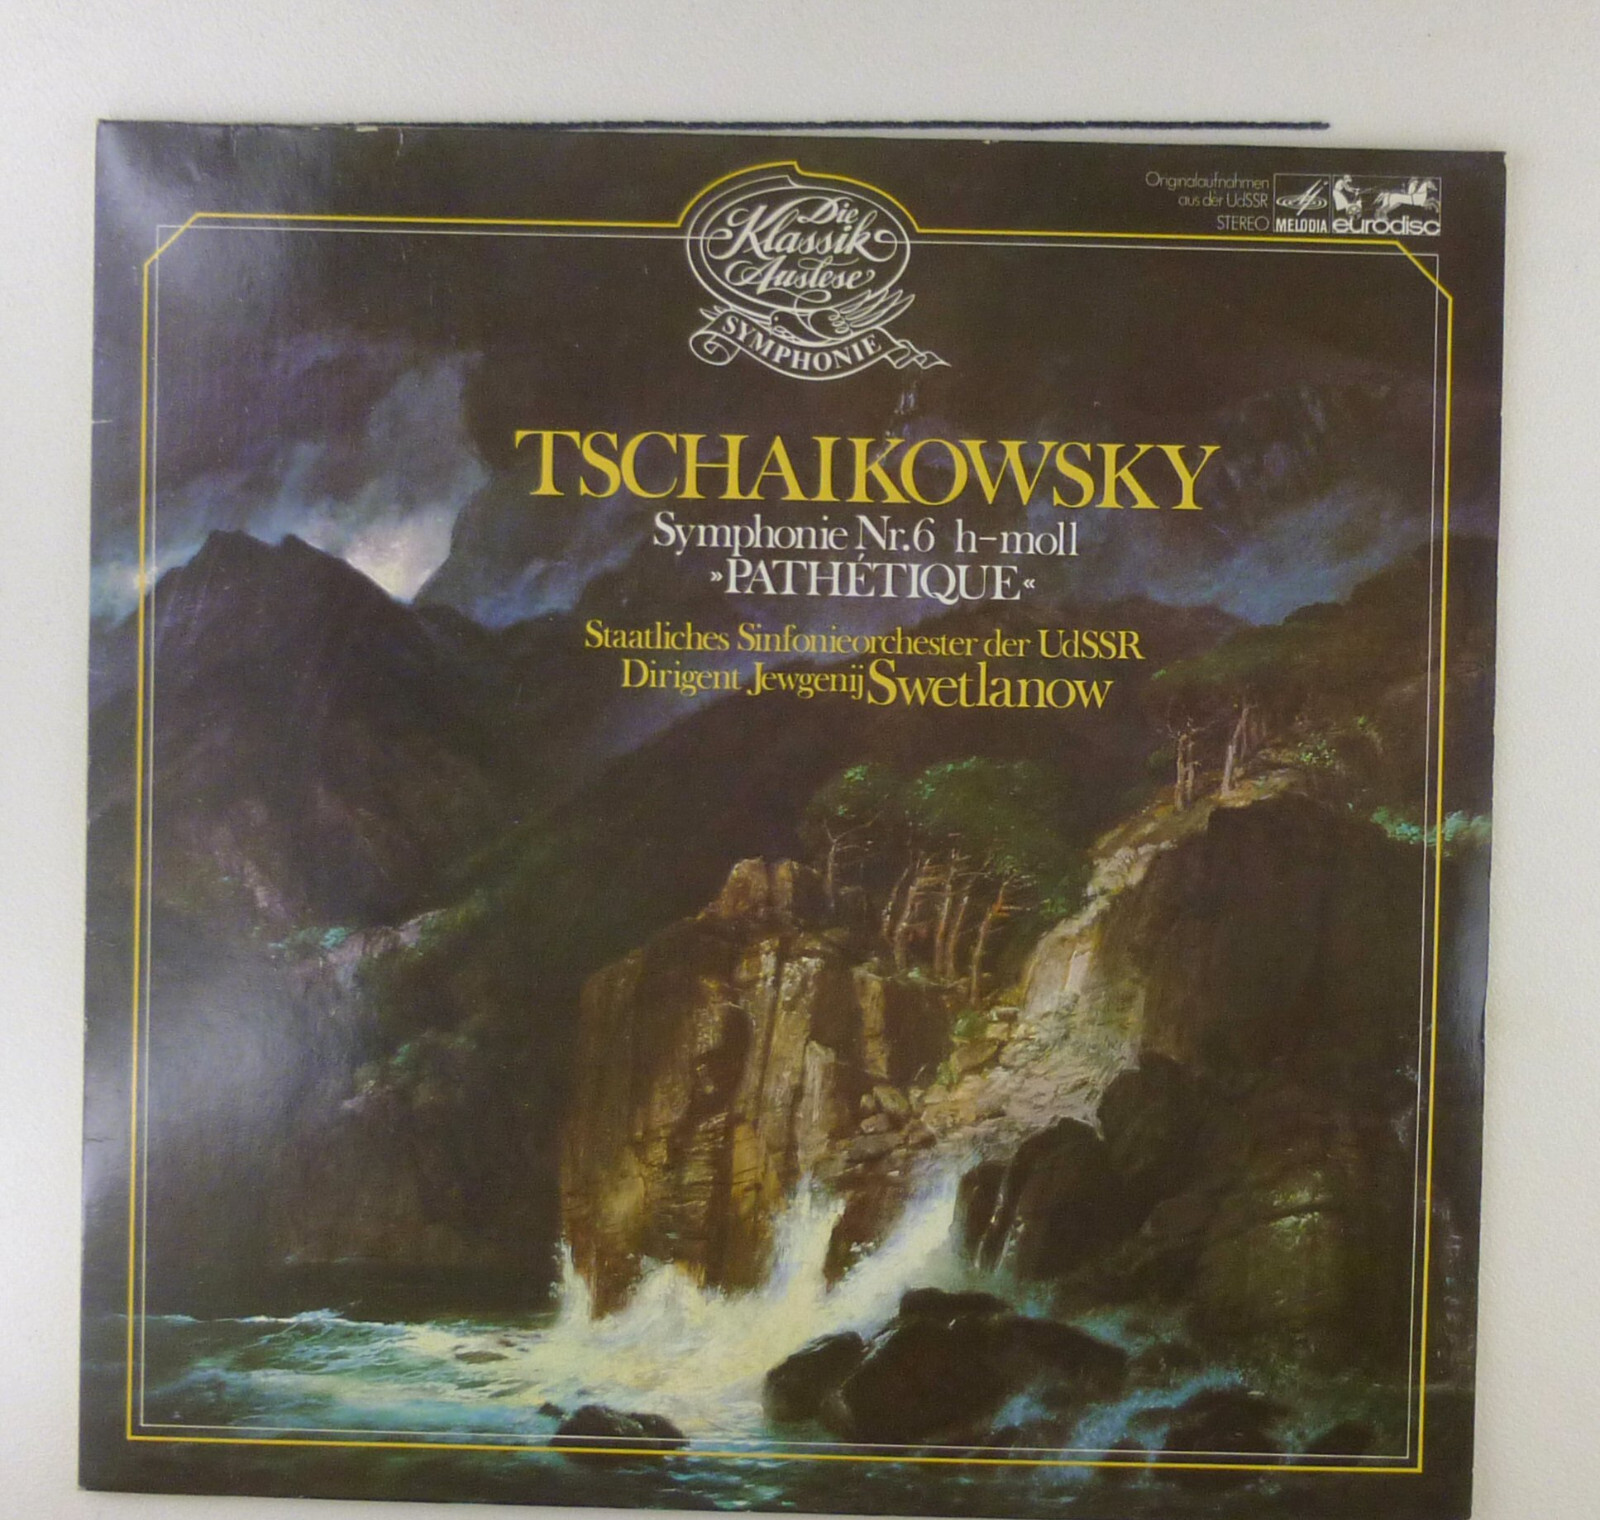 Die
Klassik
Auslese
SYMPHONIE
Originalaufnahmen
aus der UdSSR
STEREO
MELODIA
eurodisc
TSCHAIKOWSKY
Symphonie Nr.6 h-moll
»PATHÉTIQUE«
Staatliches Sinfonieorchester der UdSSR
Dirigent Jewgenij Swetlanow